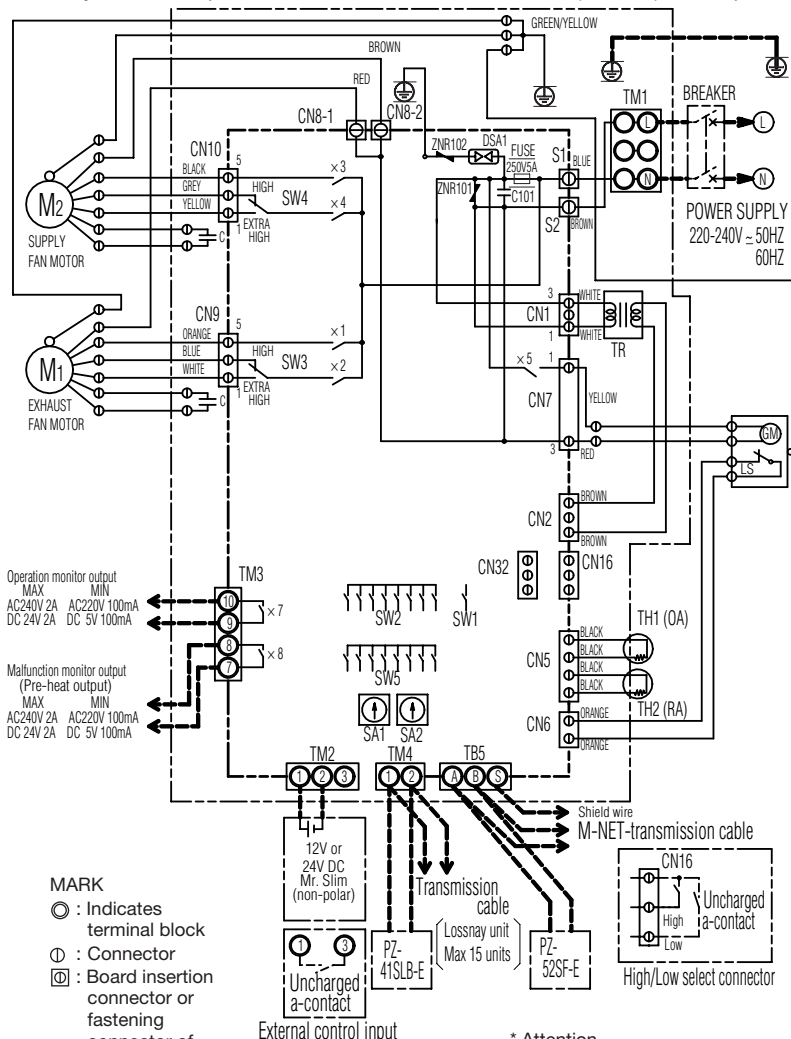 GREEN/YELLOW
BROWN
RED
CN8-1
CN8-2
ZNR102
DSA1
FUSE
250V5A
ZNR101
C101
S1
BLUE
S2
BROWN
TM1
L
N
BREAKER
L
N
POWER SUPPLY
220-240V ~ 50HZ
60HZ
CN10
5
BLACK
GREY
YELLOW
1
HIGH
SW4
EXTRA
HIGH
×3
×4
C
M2
SUPPLY
FAN MOTOR
CN9
5
ORANGE
BLUE
WHITE
1
HIGH
SW3
EXTRA
HIGH
×1
×2
C
M1
EXHAUST
FAN MOTOR
3
WHITE
CN1
1
WHITE
TR
×5
1
CN7
YELLOW
3
RED
GM
LS
BROWN
CN2
BROWN
CN32
CN16
TH1 (OA)
CN5
BLACK
BLACK
BLACK
BLACK
TH2 (RA)
CN6
ORANGE
ORANGE
Operation monitor output
MAX MIN
AC240V 2A AC220V 100mA
DC 24V 2A DC 5V 100mA
Malfunction monitor output
(Pre-heat output)
MAX MIN
AC240V 2A AC220V 100mA
DC 24V 2A DC 5V 100mA
TM3
10
9
8
7
×7
×8
SW2
SW1
SW5
SA1
SA2
TM2
1 2 3
TM4
1 2
TB5
A B S
12V or
24V DC
Mr. Slim
(non-polar)
1 3
Uncharged
a-contact
External control input
Transmission
cable
PZ-
41SLB-E
Lossnay unit
Max 15 units
PZ-
52SF-E
Shield wire
M-NET-transmission cable
CN16
Uncharged
a-contact
High
Low
High/Low select connector
MARK
: Indicates
terminal block
: Connector
: Board insertion
connector or
fastening
* Attention